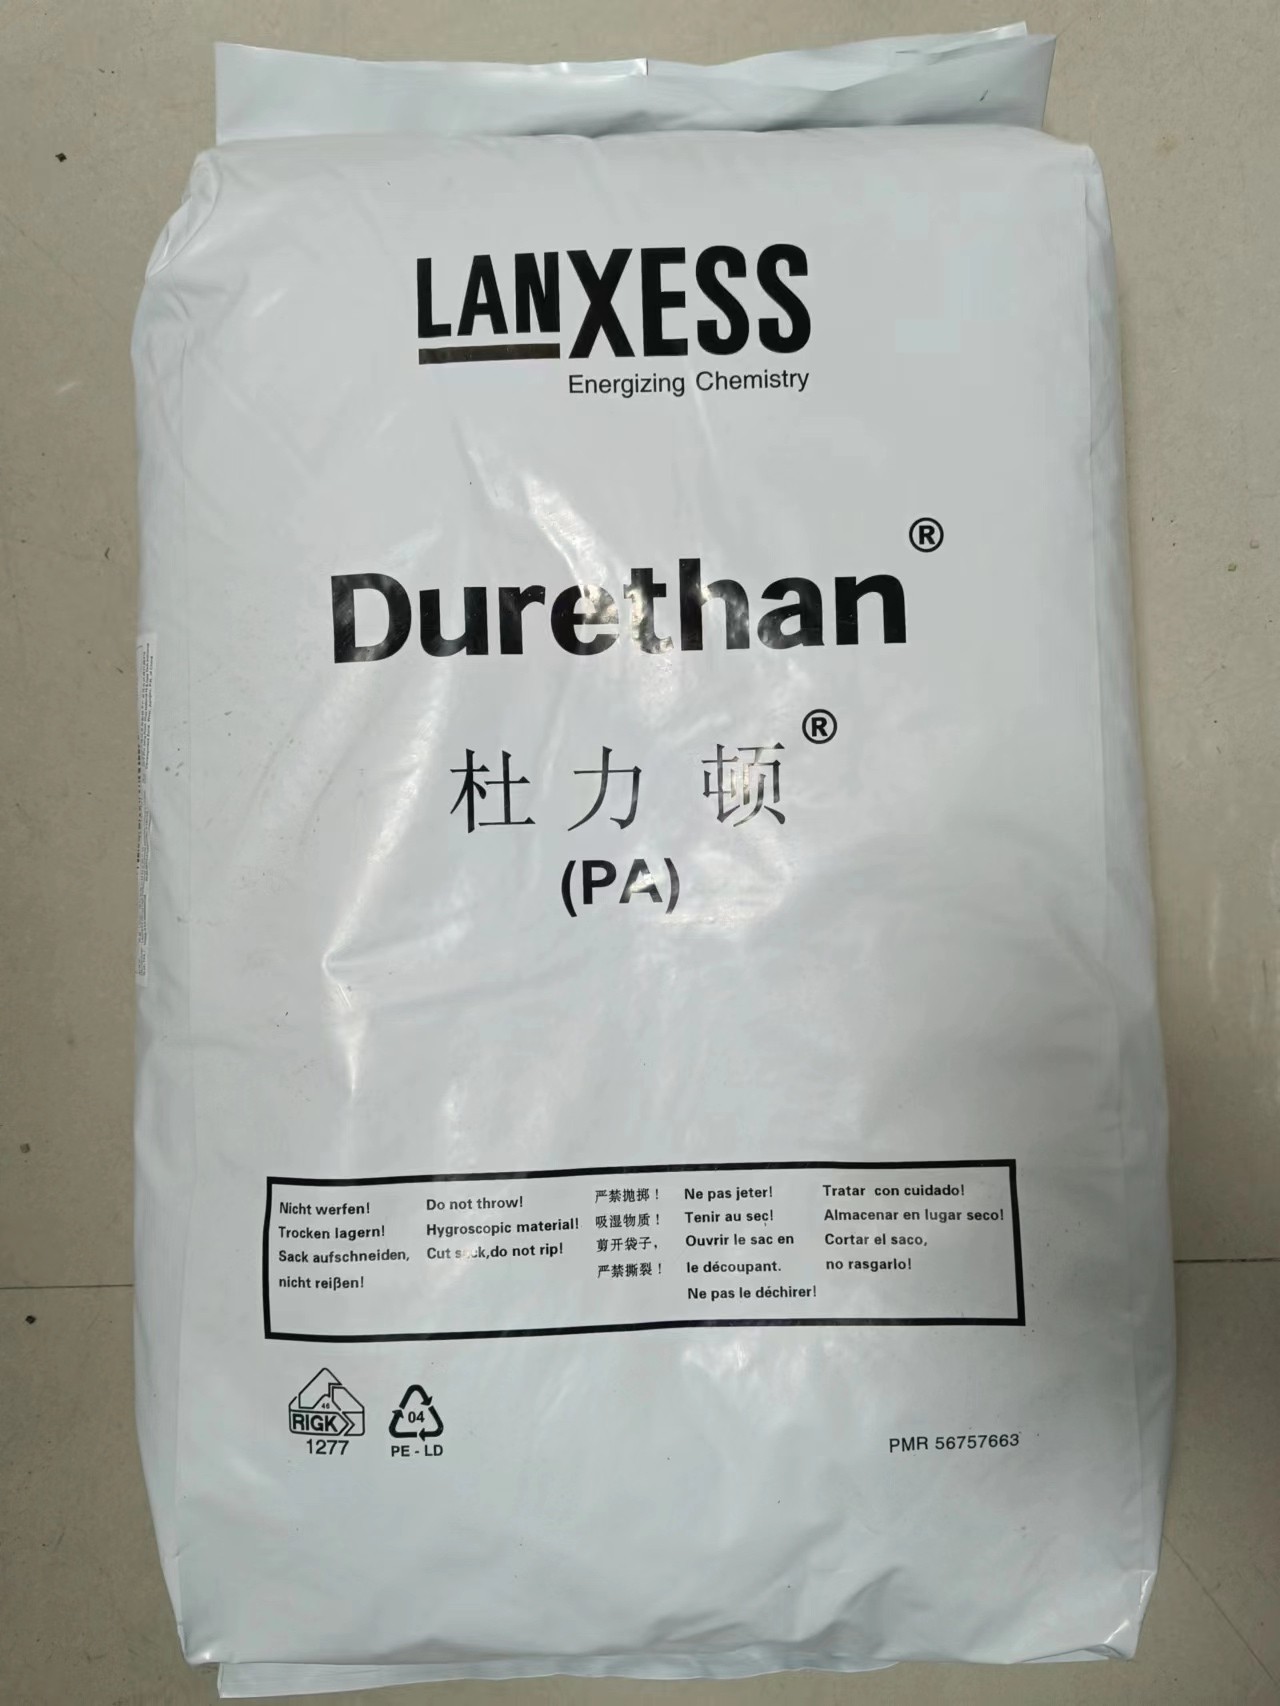 LANXESS
Energizing Chemistry
Durethan®
杜力顿®
(PA)
Nicht werfen!
Trocken lagern!
Sack aufschneiden,
nicht reißen!
Do not throw!
Hygroscopic material!
Cut sack,do not rip!
严禁抛掷！
吸湿物质！
剪开袋子，
严禁撕裂！
Ne pas jeter!
Tenir au sec!
Ouvrir le sac en
le découpant.
Ne pas le déchirer!
Tratar con cuidado!
Almacenar en lugar seco!
Cortar el saco,
no rasgarlo!
46
RIGK
1277
04
PE - LD
PMR 56757663